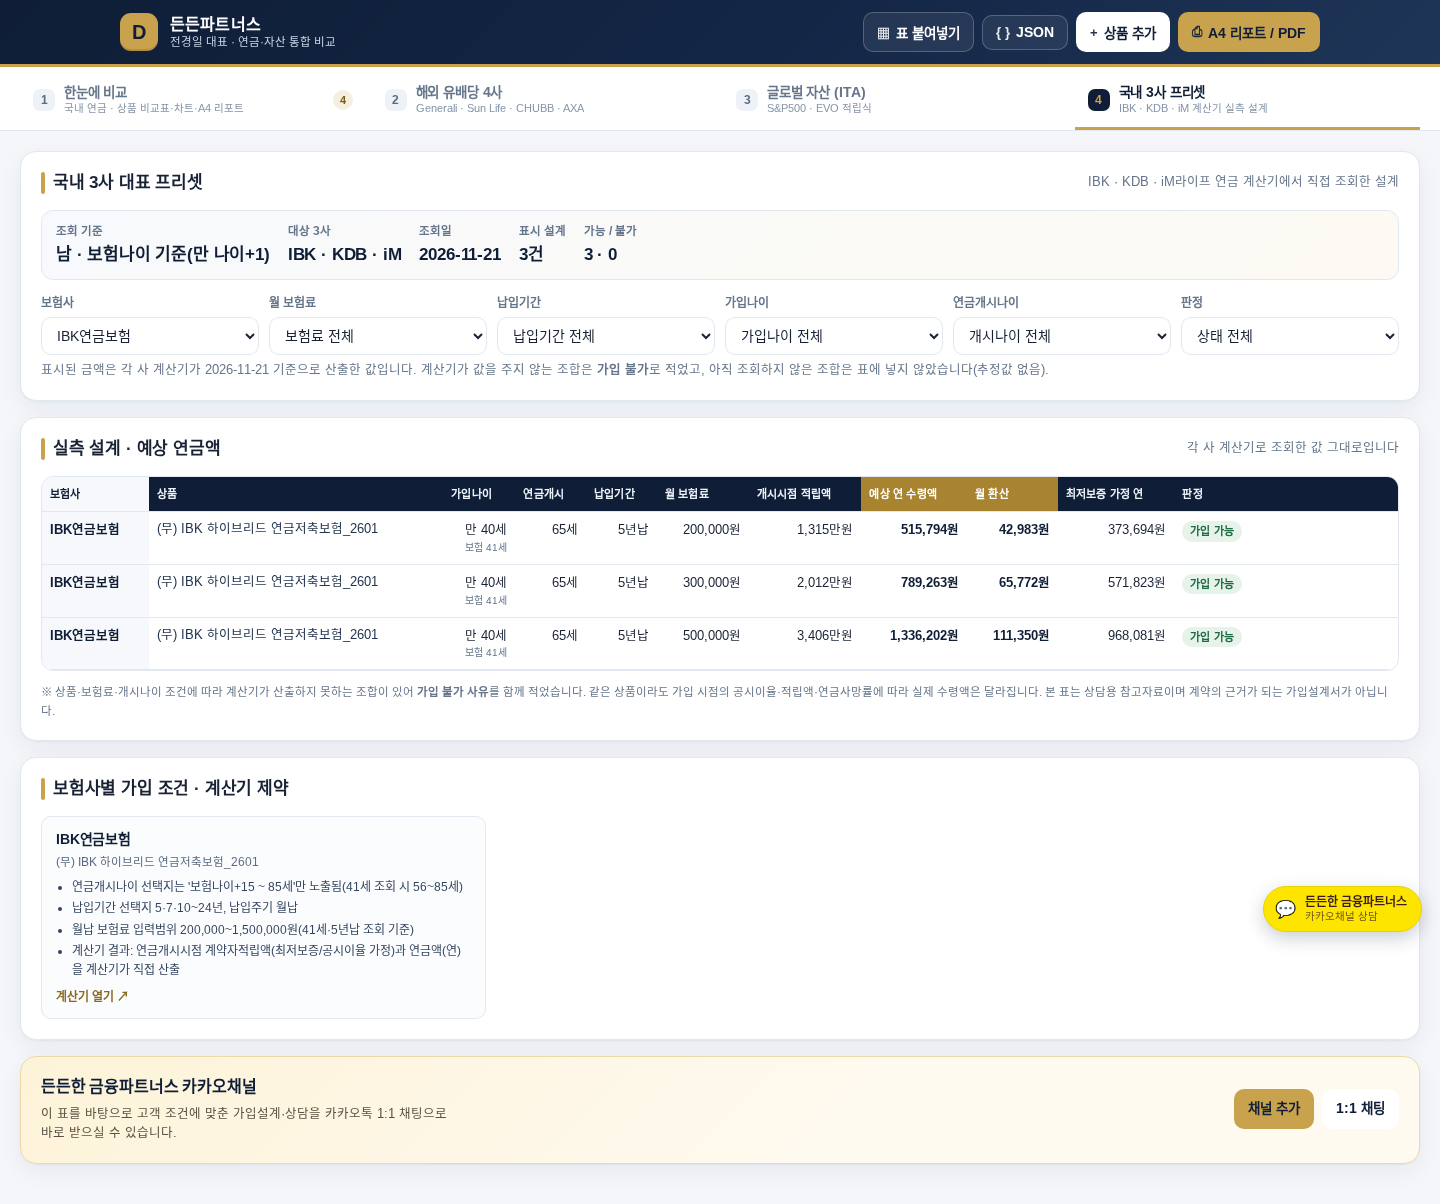 D
든든파트너스
전경일 대표 · 연금·자산 통합 비교
▦ 표 붙여넣기
{ } JSON
+ 상품 추가
⎙ A4 리포트 / PDF
1 한눈에 비교
국내 연금 · 상품 비교표·차트·A4 리포트
4
2 해외 유배당 4사
Generali · Sun Life · CHUBB · AXA
3 글로벌 자산 (ITA)
S&P500 · EVO 적립식
4 국내 3사 프리셋
IBK · KDB · iM 계산기 실측 설계
국내 3사 대표 프리셋
IBK · KDB · iM라이프 연금 계산기에서 직접 조회한 설계
조회 기준 대상 3사 조회일 표시 설계 가능 / 불가
남 · 보험나이 기준(만 나이+1) IBK · KDB · iM 2026-11-21 3건 3 · 0
보험사 월 보험료 납입기간 가입나이 연금개시나이 판정
IBK연금보험 보험료 전체 납입기간 전체 가입나이 전체 개시나이 전체 상태 전체
표시된 금액은 각 사 계산기가 2026-11-21 기준으로 산출한 값입니다. 계산기가 값을 주지 않는 조합은 가입 불가로 적었고, 아직 조회하지 않은 조합은 표에 넣지 않았습니다(추정값 없음).
실측 설계 · 예상 연금액
각 사 계산기로 조회한 값 그대로입니다
보험사 상품 가입나이 연금개시 납입기간 월 보험료 개시시점 적립액 예상 연 수령액 월 환산 최저보증 가정 연 판정
IBK연금보험 (무) IBK 하이브리드 연금저축보험_2601 만 40세 65세 5년납 200,000원 1,315만원 515,794원 42,983원 373,694원 가입 가능
보험 41세
IBK연금보험 (무) IBK 하이브리드 연금저축보험_2601 만 40세 65세 5년납 300,000원 2,012만원 789,263원 65,772원 571,823원 가입 가능
보험 41세
IBK연금보험 (무) IBK 하이브리드 연금저축보험_2601 만 40세 65세 5년납 500,000원 3,406만원 1,336,202원 111,350원 968,081원 가입 가능
보험 41세
※ 상품·보험료·개시나이 조건에 따라 계산기가 산출하지 못하는 조합이 있어 가입 불가 사유를 함께 적었습니다. 같은 상품이라도 가입 시점의 공시이율·적립액·연금사망률에 따라 실제 수령액은 달라집니다. 본 표는 상담용 참고자료이며 계약의 근거가 되는 가입설계서가 아닙니
다.
보험사별 가입 조건 · 계산기 제약
IBK연금보험
(무) IBK 하이브리드 연금저축보험_2601
• 연금개시나이 선택지는 '보험나이+15 ~ 85세'만 노출됨(41세 조회 시 56~85세)
• 납입기간 선택지 5·7·10~24년, 납입주기 월납
• 월납 보험료 입력범위 200,000~1,500,000원(41세·5년납 조회 기준)
• 계산기 결과: 연금개시시점 계약자적립액(최저보증/공시이율 가정)과 연금액(연)
을 계산기가 직접 산출
계산기 열기 ↗
든든한 금융파트너스
카카오채널 상담
든든한 금융파트너스 카카오채널
이 표를 바탕으로 고객 조건에 맞춘 가입설계·상담을 카카오톡 1:1 채팅으로
바로 받으실 수 있습니다.
채널 추가
1:1 채팅